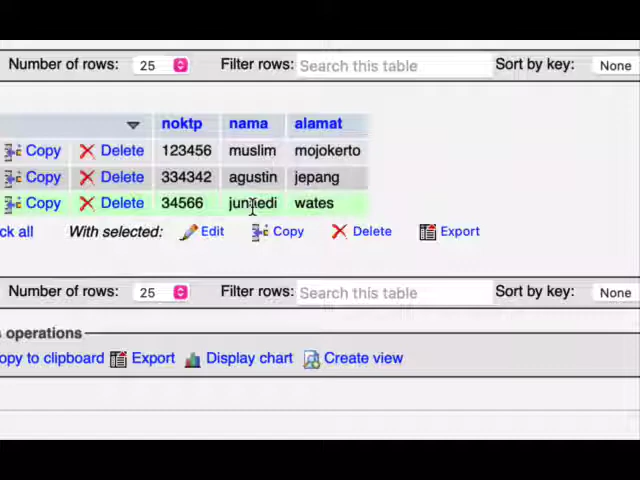 Number of rows: 25 Filter rows: Search this table Sort by key: None
noktp nama alamat
Copy Delete 123456 muslim mojokerto
Copy Delete 334342 agustin jepang
Copy Delete 34566 wates
ck all With selected: Edit Copy Delete Export
Number of rows: 25 Filter rows: Search this table Sort by key: None
s operations
opy to clipboard Export Display chart Create view